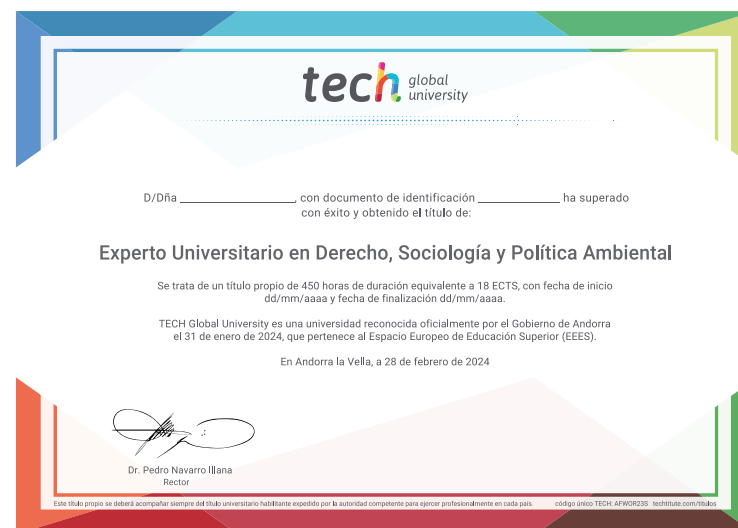 tech global university
D/Dña ____________, con documento de identificación ____________ ha superado
con éxito y obtenido el título de:
Experto Universitario en Derecho, Sociología y Política Ambiental
Se trata de un título propio de 450 horas de duración equivalente a 18 ECTS, con fecha de inicio
dd/mm/aaaa y fecha de finalización dd/mm/aaaa.
TECH Global University es una universidad reconocida oficialmente por el Gobierno de Andorra
el 31 de enero de 2024, que pertenece al Espacio Europeo de Educación Superior (EEES).
En Andorra la Vella, a 28 de febrero de 2024
Dr. Pedro Navarro Illana
Rector
Este título propio se deberá acompañar siempre del título universitario habilitante expedido por la autoridad competente para ejercer profesionalmente en cada país. código único TECH: AFWOR23S techtitute.com/titulos